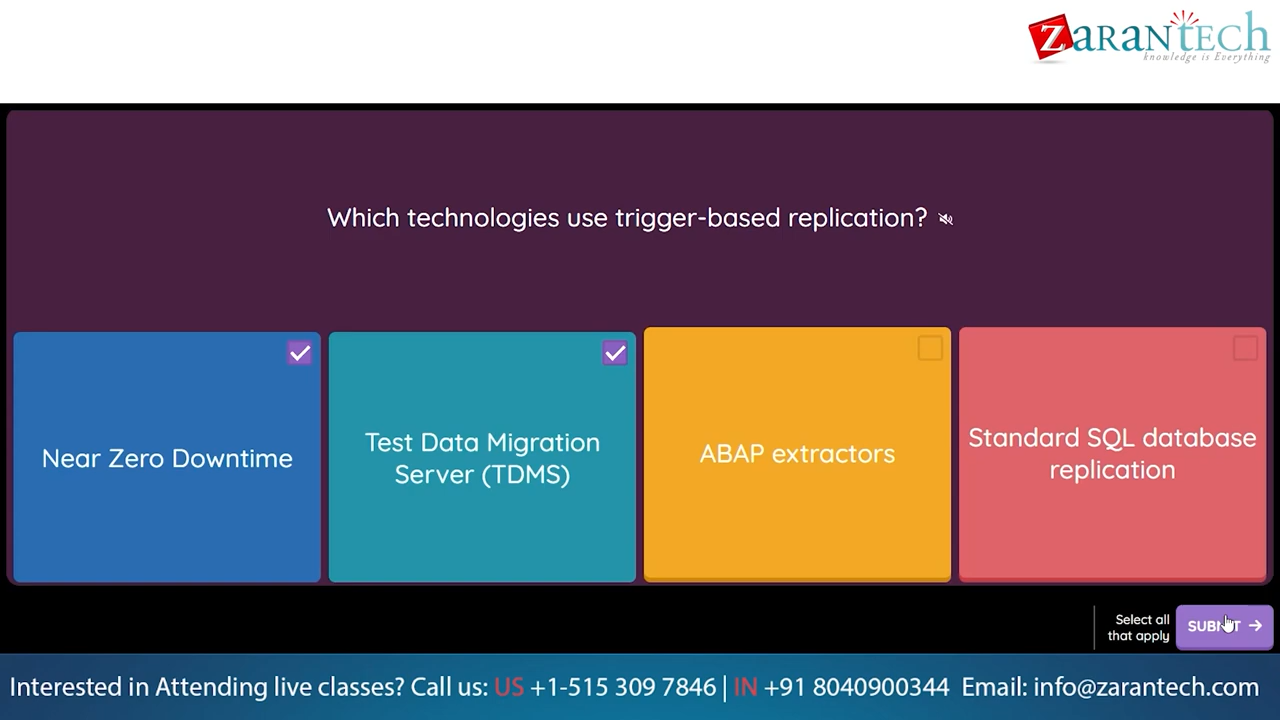 ZARANTECH
knowledge is Everything
Which technologies use trigger-based replication?
Near Zero Downtime
Test Data Migration
Server (TDMS)
ABAP extractors
Standard SQL database
replication
Select all
that apply
SUBMIT
Interested in Attending live classes? Call us: US +1-515 309 7846 | IN +91 8040900344 Email: info@zarantech.com